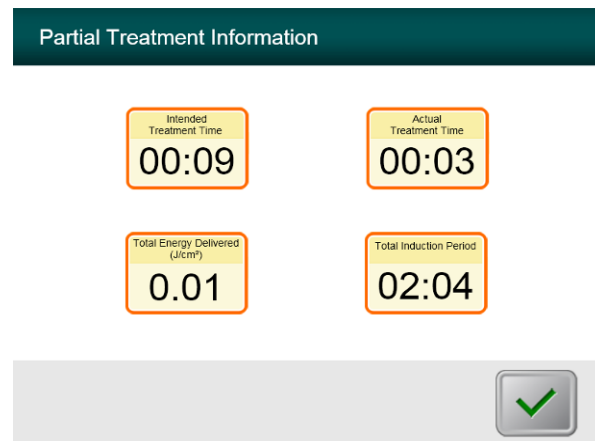 Partial Treatment Information
Intended
Treatment Time
00:09
Actual
Treatment Time
00:03
Total Energy Delivered
(J/cm²)
0.01
Total Induction Period
02:04